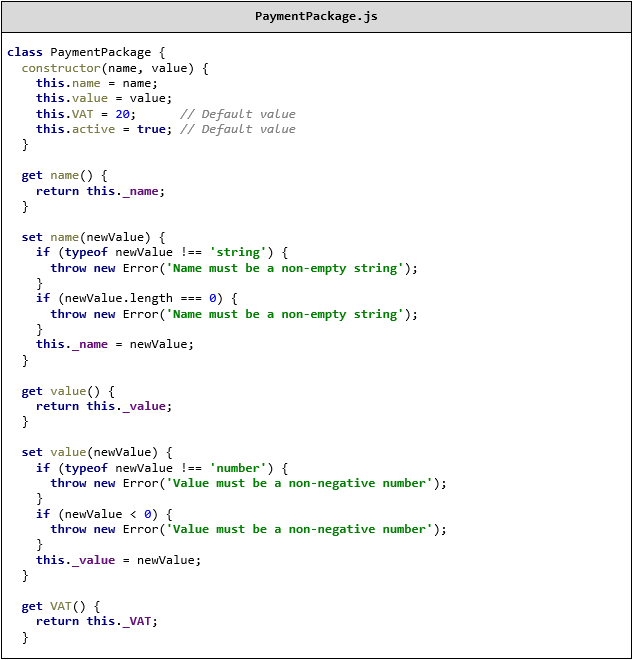 PaymentPackage.js
class PaymentPackage {
  constructor(name, value) {
    this.name = name;
    this.value = value;
    this.VAT = 20;      // Default value
    this.active = true; // Default value
  }

  get name() {
    return this._name;
  }

  set name(newValue) {
    if (typeof newValue !== 'string') {
      throw new Error('Name must be a non-empty string');
    }
    if (newValue.length === 0) {
      throw new Error('Name must be a non-empty string');
    }
    this._name = newValue;
  }

  get value() {
    return this._value;
  }

  set value(newValue) {
    if (typeof newValue !== 'number') {
      throw new Error('Value must be a non-negative number');
    }
    if (newValue < 0) {
      throw new Error('Value must be a non-negative number');
    }
    this._value = newValue;
  }

  get VAT() {
    return this._VAT;
  }